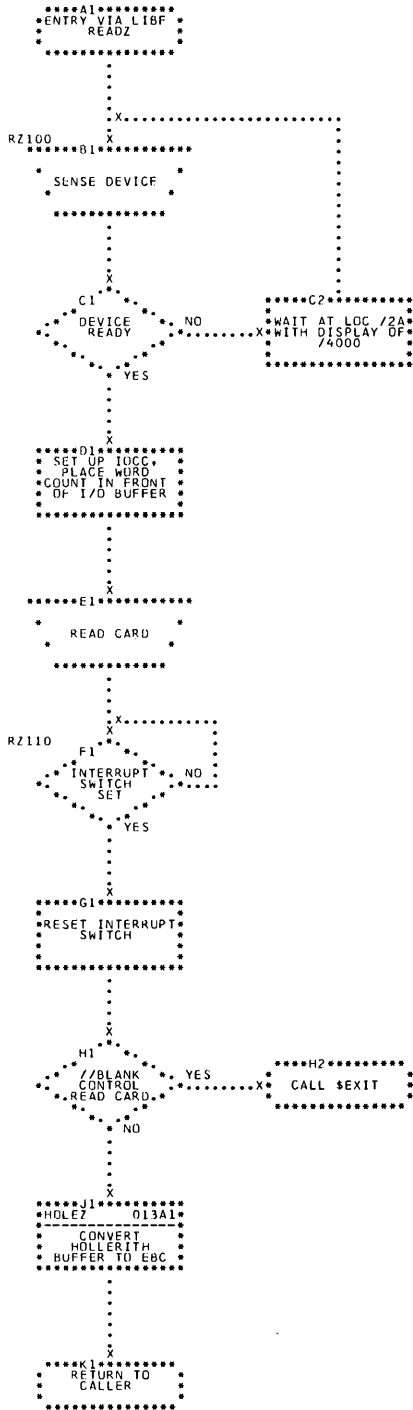 A1
ENTRY VIA LIBF
READZ
X
X
RZ100
B1
SENSE DEVICE
X
C1
DEVICE
READY
NO
X
YES
C2
WAIT AT LOC /2A
WITH DISPLAY OF
/4000
X
D1
SET UP IOCC,
PLACE WORD
COUNT IN FRONT
OF I/O BUFFER
X
E1
READ CARD
X
X
RZ110
F1
INTERRUPT
SWITCH
SET
NO
YES
X
G1
RESET INTERRUPT
SWITCH
X
H1
//BLANK
CONTROL
READ CARD
YES
X
NO
H2
CALL $EXIT
X
J1
HOLEZ 013A1
CONVERT
HOLLERITH
BUFFER TO EBC
X
K1
RETURN TO
CALLER